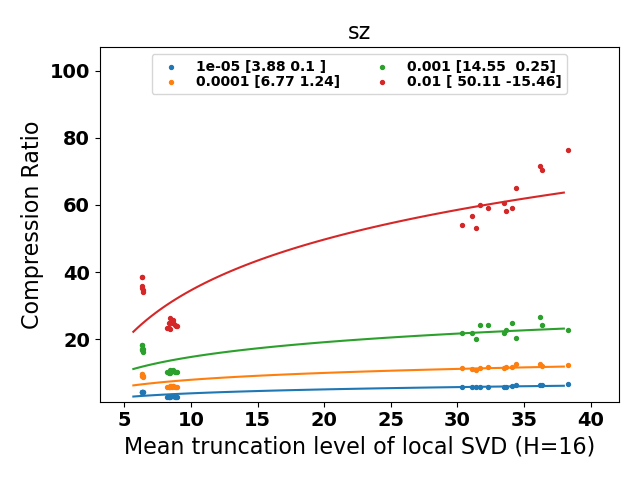 sz
1e-05 [3.88 0.1 ]
0.0001 [6.77 1.24]
0.001 [14.55  0.25]
0.01 [ 50.11 -15.46]
100
80
60
40
20
Compression Ratio
5 10 15 20 25 30 35 40
Mean truncation level of local SVD (H=16)